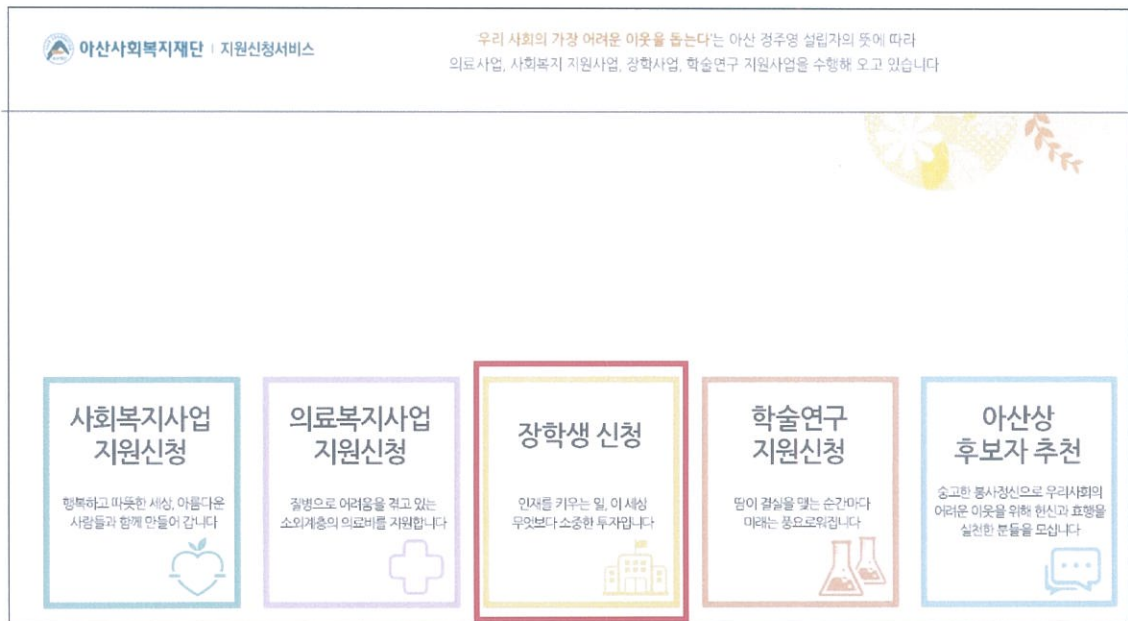 아산사회복지재단 | 지원신청서비스
'우리 사회의 가장 어려운 이웃을 돕는다'는 아산 정주영 설립자의 뜻에 따라
의료사업, 사회복지 지원사업, 장학사업, 학술연구 지원사업을 수행해 오고 있습니다
사회복지사업
지원신청
행복하고 따뜻한 세상, 아름다운
사람들과 함께 만들어 갑니다
의료복지사업
지원신청
질병으로 어려움을 겪고 있는
소외계층의 의료비를 지원합니다
장학생 신청
인재를 키우는 일, 이 세상
무엇보다 소중한 투자입니다
학술연구
지원신청
땀이 결실을 맺는 순간마다
미래는 풍요로워집니다
아산상
후보자 추천
숭고한 봉사정신으로 우리사회의
어려운 이웃을 위해 헌신과 효행을
실천한 분들을 모십니다